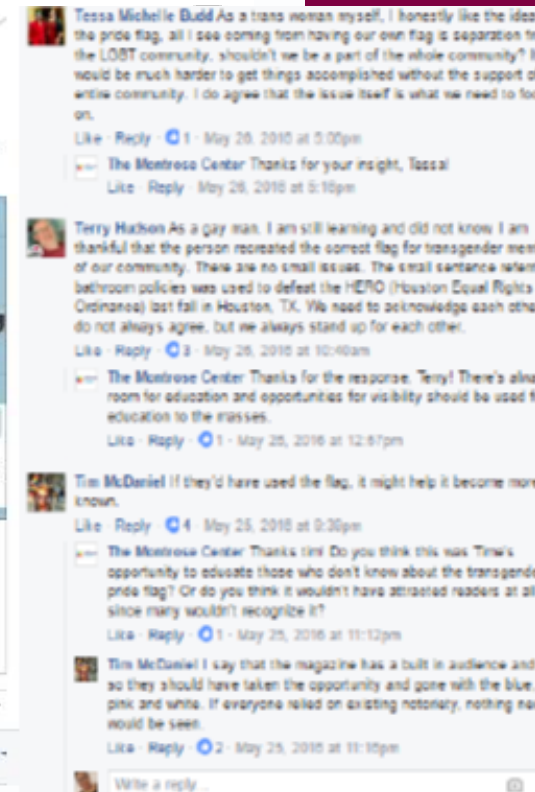 Tessa Michelle Budd As a trans woman myself, I honestly like the idea
the pride flag, all I see coming from having our own flag is separation
the LGBT community, shouldn't we be a part of the whole community?
would be much harder to get things accomplished without the support
entire community. I do agree that the issue itself is what we need to
on.
Like · Reply · 1 · May 26, 2016 at 5:06pm
The Montrose Center Thanks for your insight, Tessa!
Like · Reply · May 26, 2016 at 5:16pm
Terry Hudson As a gay man, I am still learning and did not know I am
thankful that the person recreated the correct flag for transgender
of our community. There are no small issues. The small sentence
bathroom policies was used to defeat the HERO (Houston Equal Rights
Ordinance) last fall in Houston, TX. We need to acknowledge each
do not always agree, but we always stand up for each other.
Like · Reply · 3 · May 26, 2016 at 10:40am
The Montrose Center Thanks for the response, Terry! There's
room for education and opportunities for visibility should be used
education to the masses.
Like · Reply · 1 · May 26, 2016 at 12:57pm
Tim McDaniel If they'd have used the flag, it might help it become more
known.
Like · Reply · 4 · May 25, 2016 at 9:39pm
The Montrose Center Thanks tim! Do you think this was Time's
opportunity to educate those who don't know about the
pride flag? Or do you think it wouldn't have attracted readers at
since many wouldn't recognize it?
Like · Reply · 1 · May 25, 2016 at 11:12pm
Tim McDaniel I say that the magazine has a built in audience and
so they should have taken the opportunity and gone with the blue,
pink and white. If everyone relied on existing notoriety, nothing
would be seen.
Like · Reply · 2 · May 25, 2016 at 11:16pm
Write a reply...